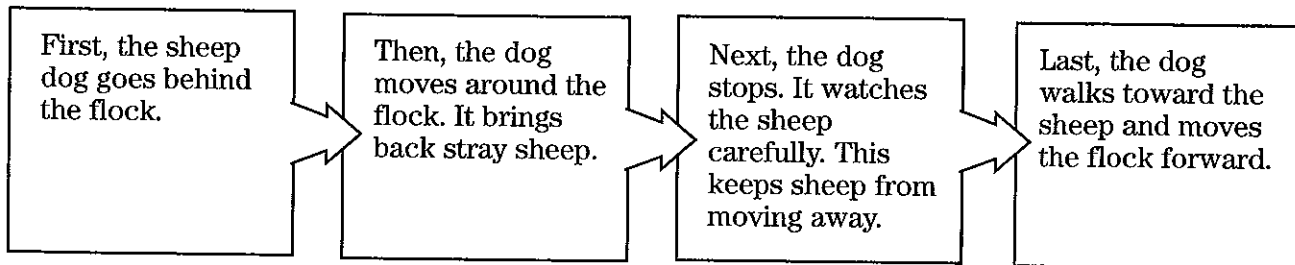 First, the sheep
dog goes behind
the flock.
Then, the dog
moves around the
flock. It brings
back stray sheep.
Next, the dog
stops. It watches
the sheep
carefully. This
keeps sheep from
moving away.
Last, the dog
walks toward the
sheep and moves
the flock forward.